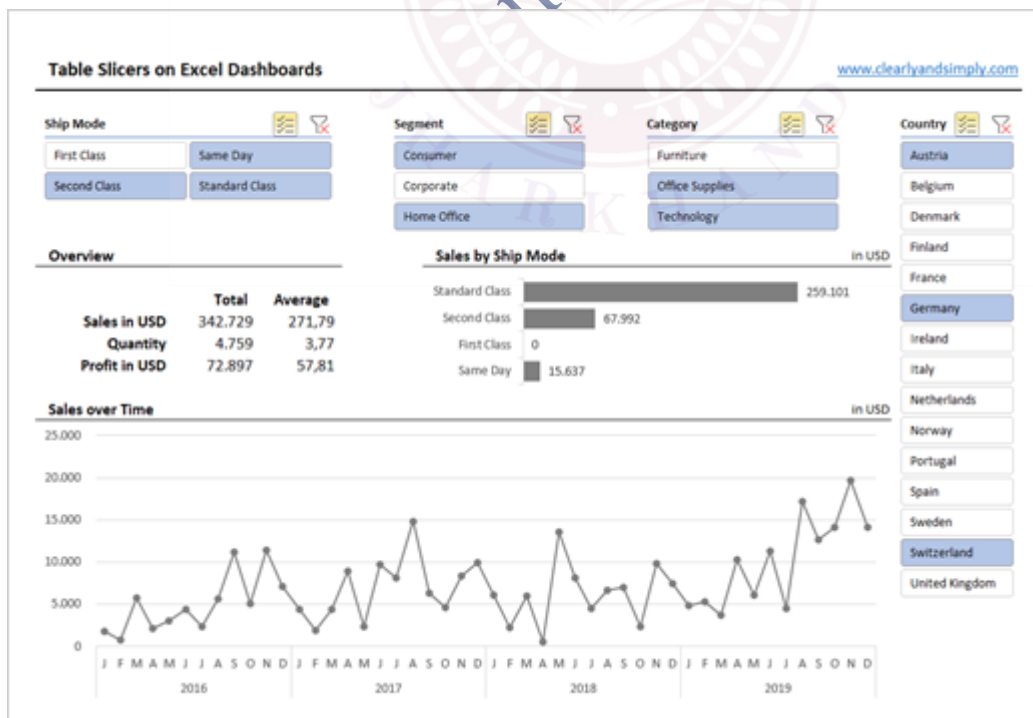 JHARKHAND
Table Slicers on Excel Dashboards
www.clearlyandsimply.com
Ship Mode
First Class
Same Day
Second Class
Standard Class
Segment
Consumer
Corporate
Home Office
Category
Furniture
Office Supplies
Technology
Country
Austria
Belgium
Denmark
Finland
France
Germany
Ireland
Italy
Netherlands
Norway
Portugal
Spain
Sweden
Switzerland
United Kingdom
Overview
Total Average
Sales in USD 342.729 271,79
Quantity 4.759 3,77
Profit in USD 72.897 57,81
Sales by Ship Mode in USD
Standard Class 259.101
Second Class 67.992
First Class 0
Same Day 15.637
Sales over Time in USD
25.000
20.000
15.000
10.000
5.000
0
J F M A M J J A S O N D J F M A M J J A S O N D J F M A M J J A S O N D J F M A M J J A S O N D
2016 2017 2018 2019